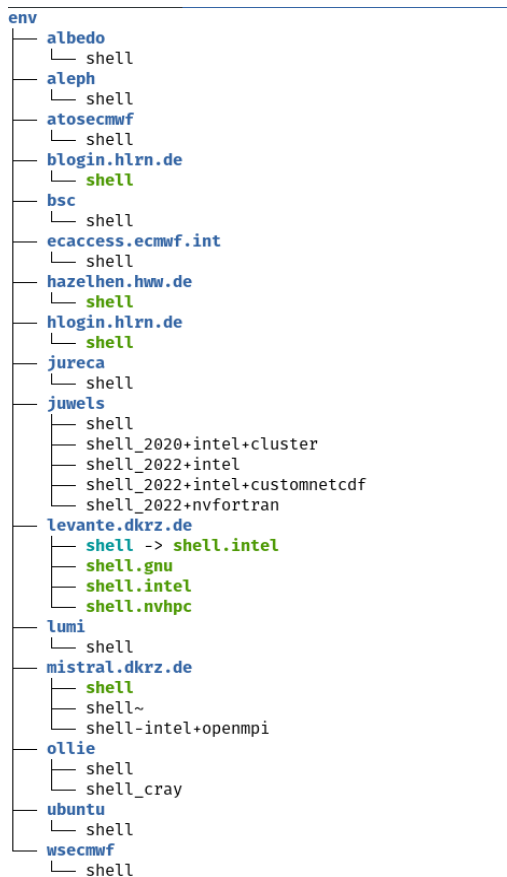 env
├── albedo
│   └── shell
├── aleph
│   └── shell
├── atosecmwf
│   └── shell
├── blogin.hlrn.de
│   └── shell
├── bsc
│   └── shell
├── ecaccess.ecmwf.int
│   └── shell
├── hazelhen.hww.de
│   └── shell
├── hlogin.hlrn.de
│   └── shell
├── jureca
│   └── shell
├── juwels
│   ├── shell
│   ├── shell_2020+intel+cluster
│   ├── shell_2022+intel
│   ├── shell_2022+intel+customnetcdf
│   └── shell_2022+nvfortran
├── levante.dkrz.de
│   ├── shell -> shell.intel
│   ├── shell.gnu
│   ├── shell.intel
│   └── shell.nvhpc
├── lumi
│   └── shell
├── mistral.dkrz.de
│   ├── shell
│   ├── shell~
│   └── shell-intel+openmpi
├── ollie
│   ├── shell
│   └── shell_cray
├── ubuntu
│   └── shell
└── wsecmwf
    └── shell